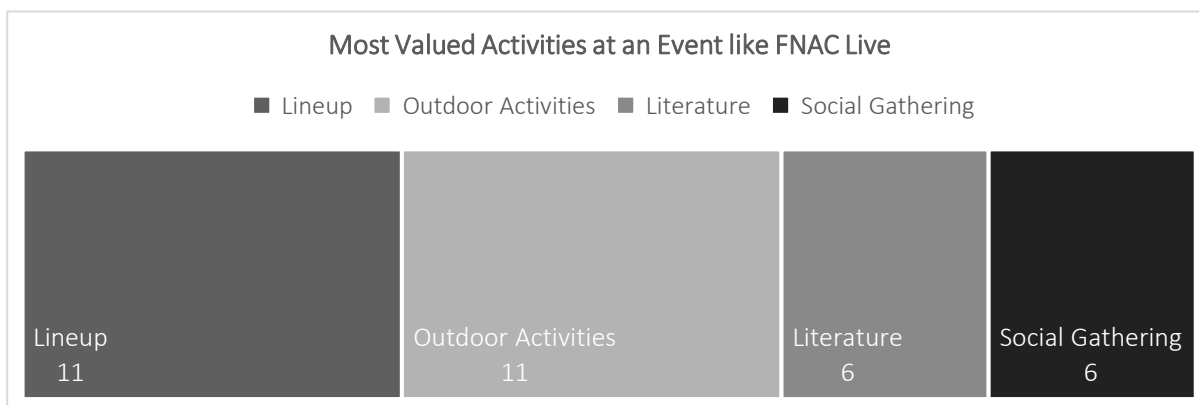 Most Valued Activities at an Event like FNAC Live
Lineup Outdoor Activities Literature Social Gathering
Lineup
11
Outdoor Activities
11
Literature
6
Social Gathering
6